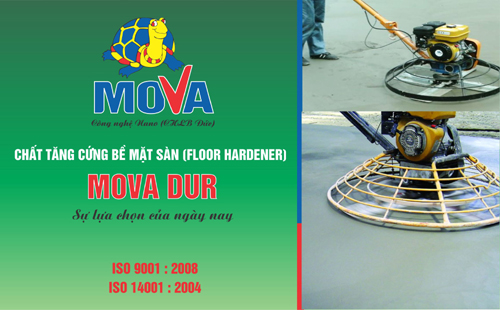 MOVA
Công nghệ Nano (CHLB Đức)
CHẤT TĂNG CỨNG BỀ MẶT SÀN (FLOOR HARDENER)
MOVA DUR
Sự lựa chọn của ngày nay
ISO 9001 : 2008
ISO 14001 : 2004